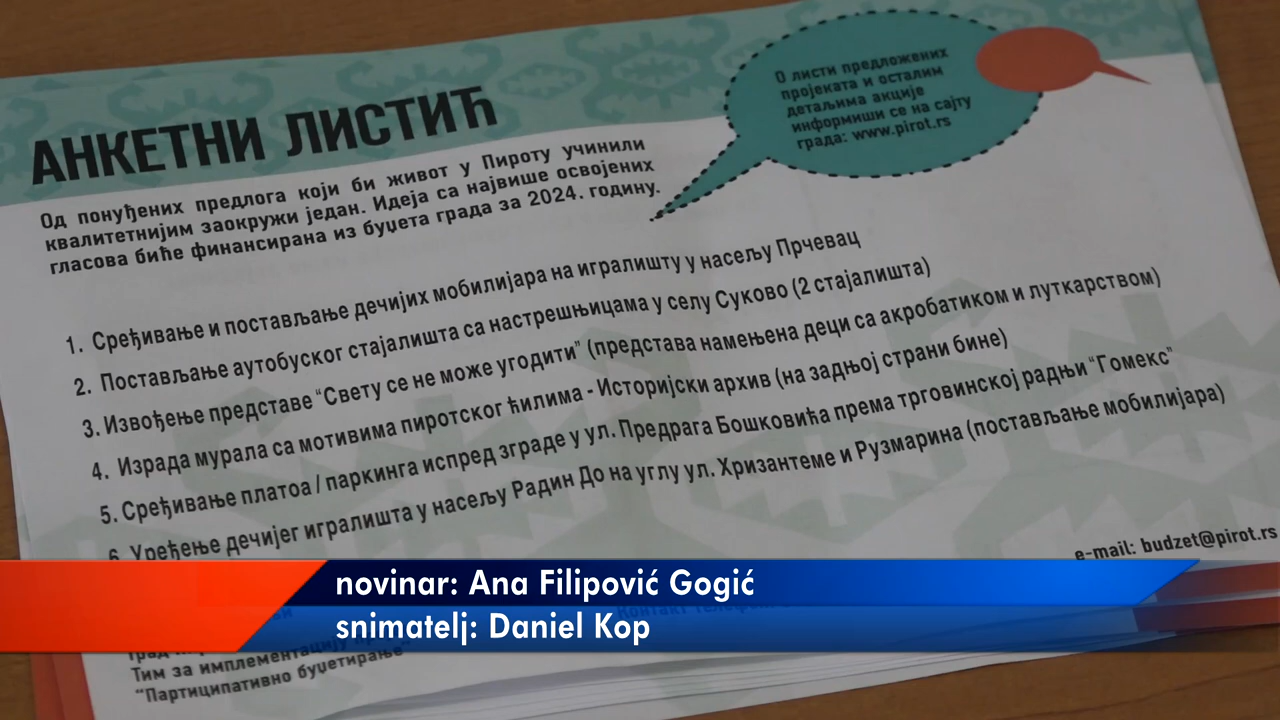 АНКЕТНИ ЛИСТИЋ
О листи предложених
пројеката и осталим
детаљима акције
информиши се на сајту
града: www.pirot.rs
Од понуђених предлога који би живот у Пироту учинили
квалитетнијим заокружи један. Идеја са највише освојених
гласова биће финансирана из буџета града за 2024. годину.
1. Сређивање и постављање дечијих мобилијара на игралишту у насељу Прчевац
2. Постављање аутобуског стајалишта са настрешњицама у селу Суково (2 стајалишта)
3. Извођење представе “Свету се не може угодити” (представа намењена деци са акробатиком и луткарством)
4. Израда мурала са мотивима пиротског ћилима - Историјски архив (на задњој страни бине)
5. Сређивање платоа / паркинга испред зграде у ул. Предрага Бошковића према трговинској радњи “Гомекс”
6. Уређење дечијег игралишта у насељу Радин До на углу ул. Хризантеме и Рузмарина (постављање мобилијара)
e-mail: budzet@pirot.rs
novinar: Ana Filipović Gogić
snimatelj: Daniel Kop
Тим за имплементацију
“Партиципативно буџетирање”